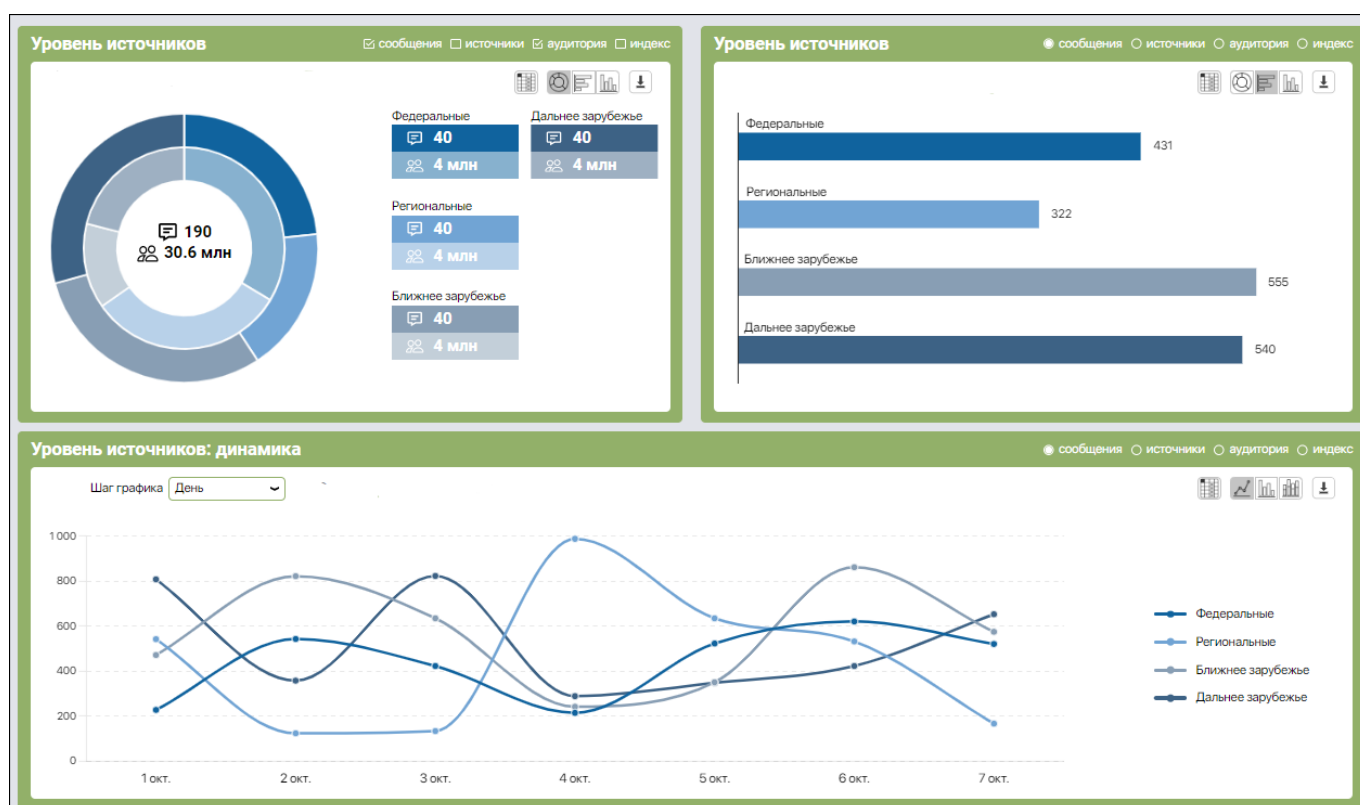 Уровень источников
сообщения источники аудитория индекс
190
30.6 млн
Федеральные
40
4 млн
Дальнее зарубежье
40
4 млн
Региональные
40
4 млн
Ближнее зарубежье
40
4 млн
Уровень источников
сообщения источники аудитория индекс
Федеральные
431
Региональные
322
Ближнее зарубежье
555
Дальнее зарубежье
540
Уровень источников: динамика
сообщения источники аудитория индекс
Шаг графика День
1 000
800
600
400
200
0
1 окт. 2 окт. 3 окт. 4 окт. 5 окт. 6 окт. 7 окт.
Федеральные
Региональные
Ближнее зарубежье
Дальнее зарубежье